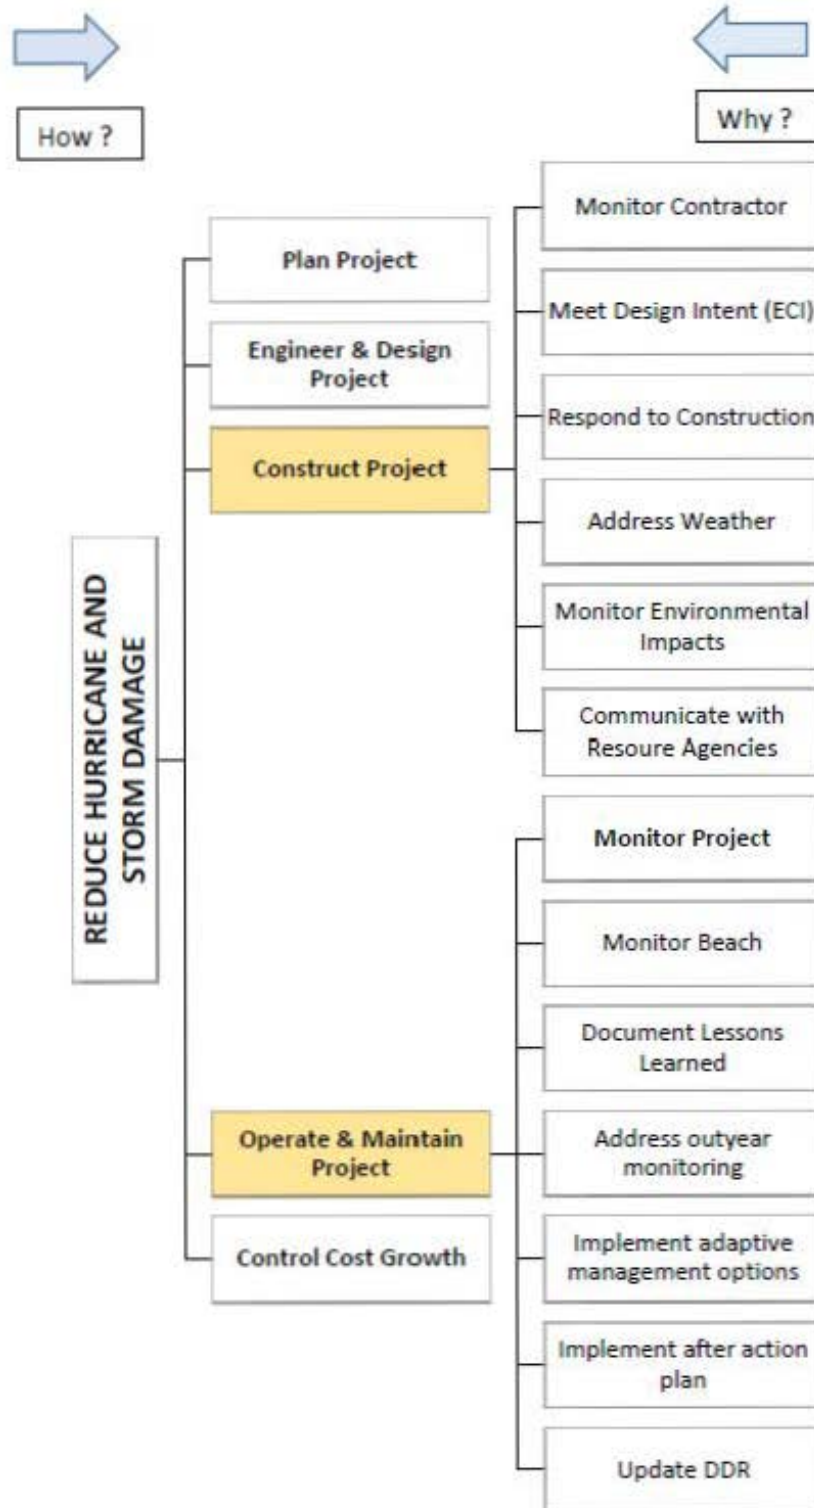 How ?
Why ?
REDUCE HURRICANE AND
STORM DAMAGE
Plan Project
Engineer & Design
Project
Construct Project
Operate & Maintain
Project
Control Cost Growth
Monitor Contractor
Meet Design Intent (ECI)
Respond to Construction
Address Weather
Monitor Environmental
Impacts
Communicate with
Resoure Agencies
Monitor Project
Monitor Beach
Document Lessons
Learned
Address outyear
monitoring
Implement adaptive
management options
Implement after action
plan
Update DDR